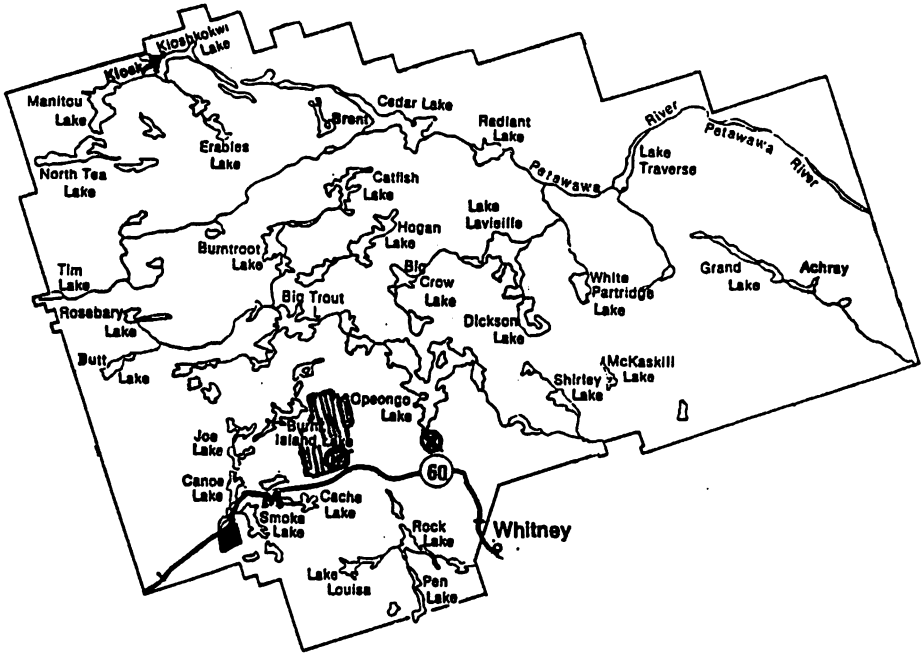 Kioshkokwi
Lake
Kiosk
Manitou
Lake
Cedar Lake
Brent
Erables
Lake
Radiant
Lake
River
Petawawa
River
Lake
Traverse
North Tea
Lake
Catfish
Lake
Petawawa
Hogan
Lake
Lake
Lavieille
Burntroot
Lake
Tim
Lake
Big
Crow
Lake
White
Partridge
Lake
Grand
Lake
Achray
Rosebary
Lake
Big Trout
Dickson
Lake
Butt
Lake
McKaskill
Lake
Shirley
Lake
Opeongo
Lake
Burnt
Island Lake
Joe
Lake
60
Canoe
Lake
Cache
Lake
Smoke
Lake
Rock
Lake
Whitney
Lake
Louisa
Pen
Lake